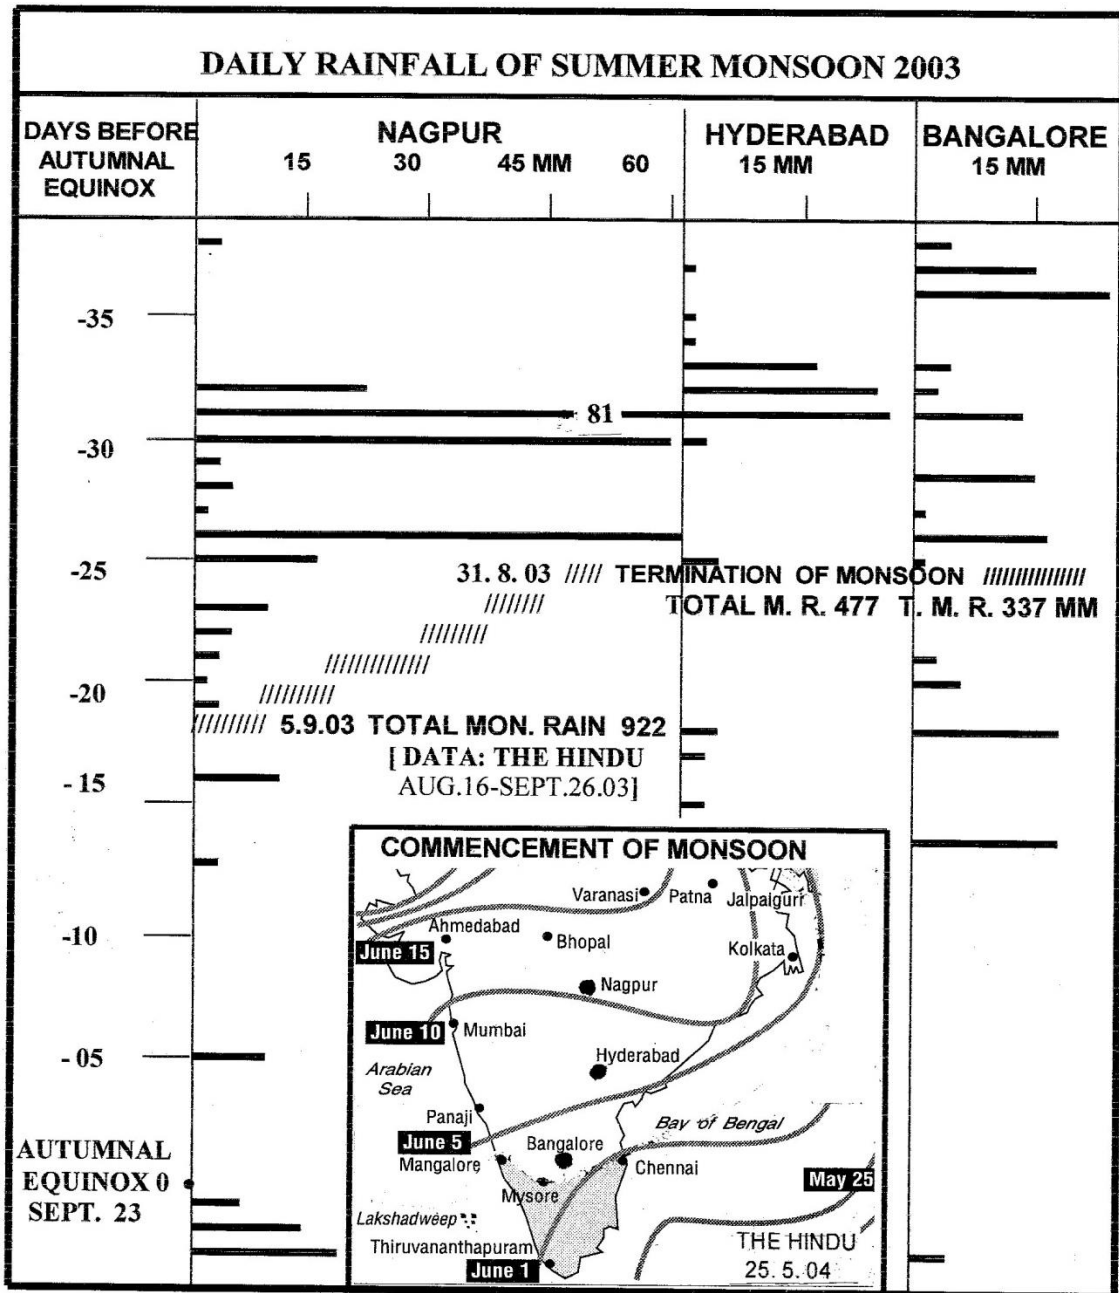 DAILY RAINFALL OF SUMMER MONSOON 2003
DAYS BEFORE
AUTUMNAL
EQUINOX
NAGPUR
15 30 45 MM 60
HYDERABAD
15 MM
BANGALORE
15 MM
-35
81
-30
-25
31. 8. 03 ///// TERMINATION OF MONSOON ////////////////
TOTAL M. R. 477 T. M. R. 337 MM
-20
////////// 5.9.03 TOTAL MON. RAIN 922
[ DATA: THE HINDU
AUG.16-SEPT.26.03]
- 15
-10
- 05
AUTUMNAL
EQUINOX 0
SEPT. 23
COMMENCEMENT OF MONSOON
Varanasi
Patna
Jalpaigurr
Ahmedabad
Bhopal
Kolkata
June 15
Nagpur
June 10
Mumbai
Hyderabad
Arabian
Sea
Panaji
Bay of Bengal
June 5
Bangalore
Mangalore
Chennai
May 25
Mysore
Lakshadweep
Thiruvananthapuram
June 1
THE HINDU
25. 5. 04